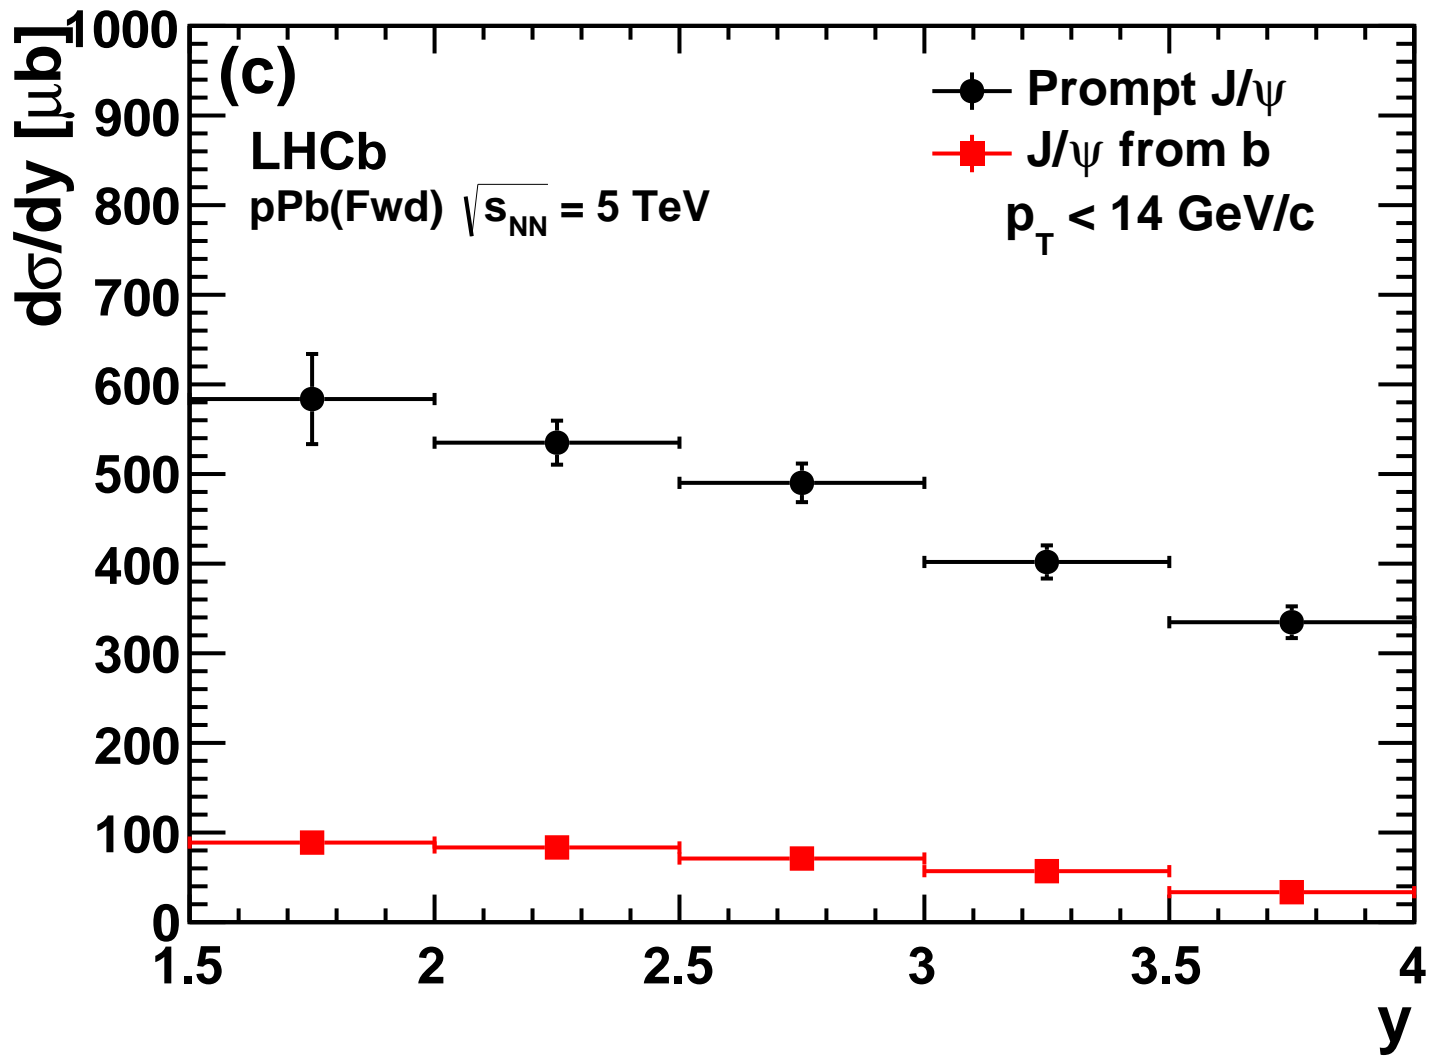 dσ/dy [μb]
1000
900
800
700
600
500
400
300
200
100
0
(c)
LHCb
pPb(Fwd) √sNN = 5 TeV
Prompt J/ψ
J/ψ from b
pT < 14 GeV/c
1.5 2 2.5 3 3.5 4
y